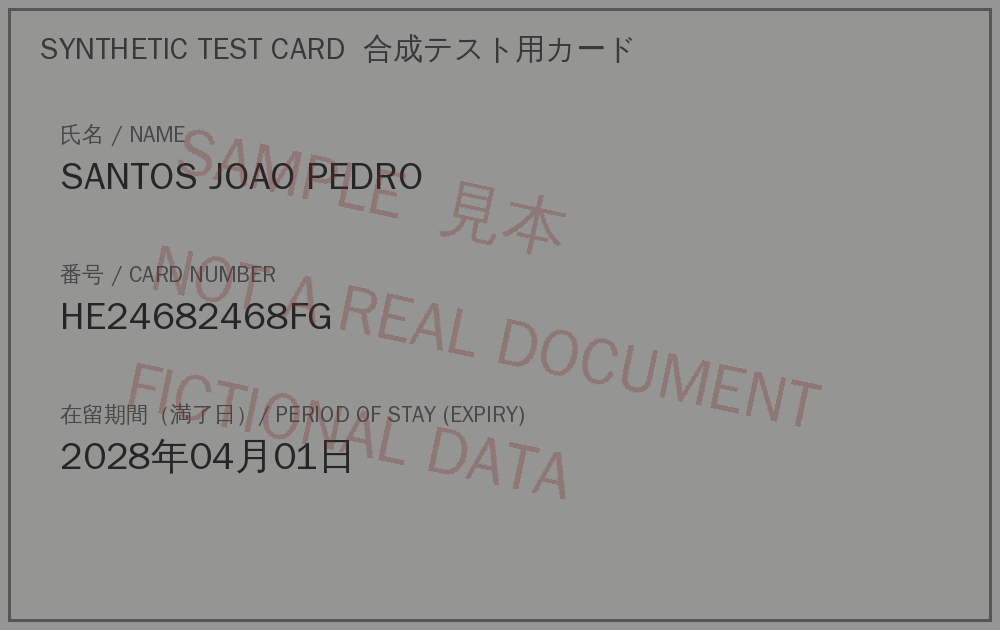 SYNTHETIC TEST CARD 合成テスト用カード
氏名 / NAME
SANTOS JOAO PEDRO
番号 / CARD NUMBER
HE24682468FG
在留期間（満了日）/ PERIOD OF STAY (EXPIRY)
2028年04月01日
SAMPLE 見本
NOT A REAL DOCUMENT
FICTIONAL DATA